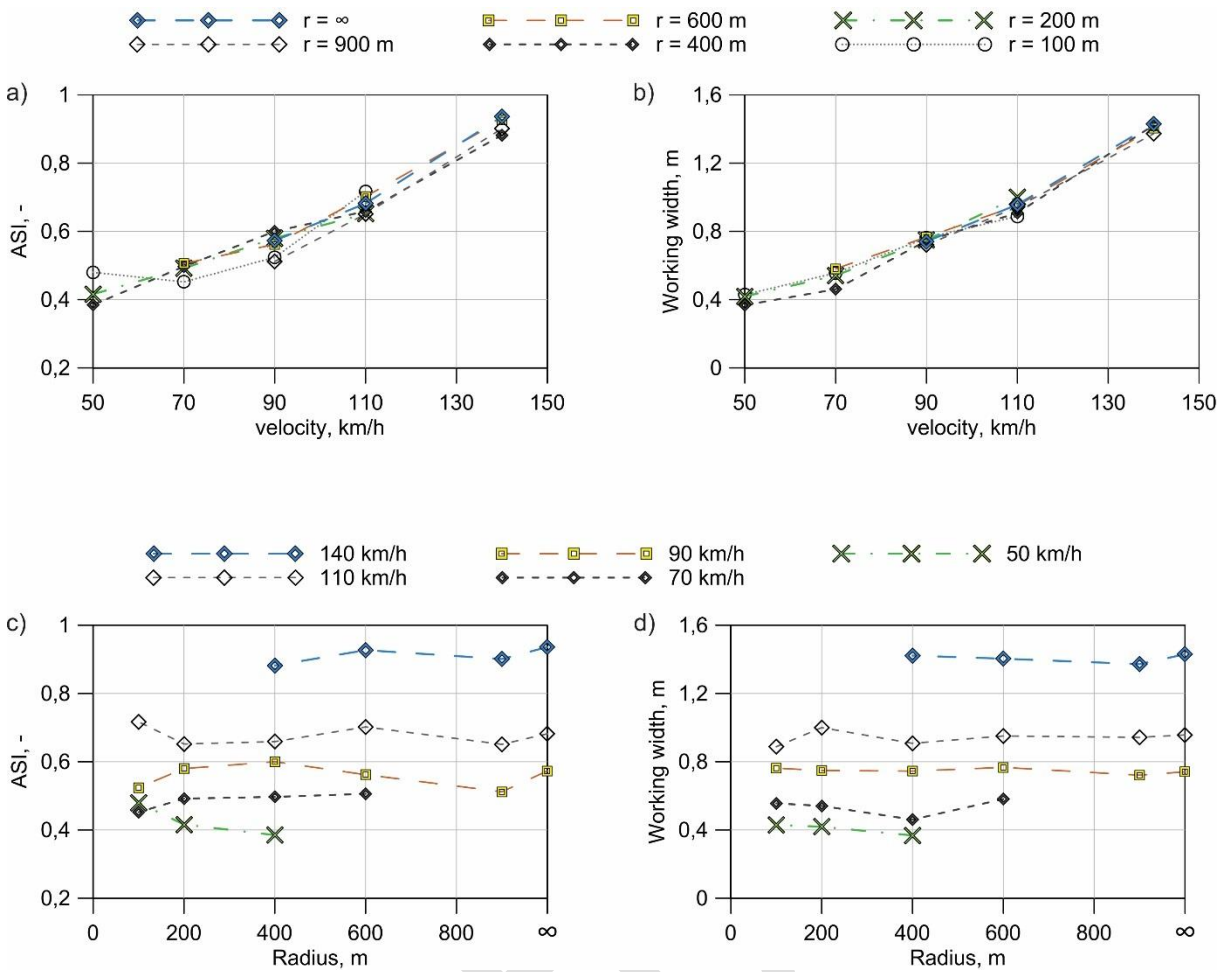 r = ∞ r = 600 m r = 200 m
r = 900 m r = 400 m r = 100 m
a)
1
0,8
0,6
0,4
0,2
ASI, -
50 70 90 110 130 150
velocity, km/h
b)
1,6
1,2
0,8
0,4
0
Working width, m
50 70 90 110 130 150
velocity, km/h
140 km/h 90 km/h 50 km/h
110 km/h 70 km/h
c)
1
0,8
0,6
0,4
0,2
ASI, -
0 200 400 600 800 ∞
Radius, m
d)
1,6
1,2
0,8
0,4
0
Working width, m
0 200 400 600 800 ∞
Radius, m